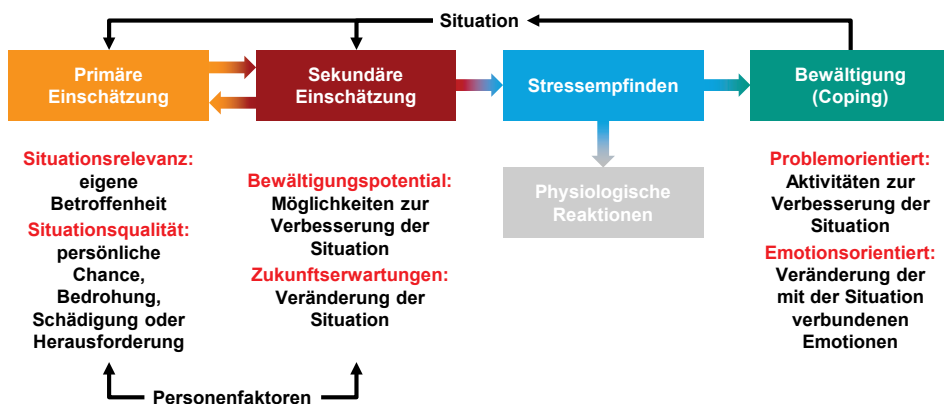 Situation
Primäre
Einschätzung
Sekundäre
Einschätzung
Stressempfinden
Bewältigung
(Coping)
Situationsrelevanz:
eigene
Betroffenheit
Situationsqualität:
persönliche
Chance,
Bedrohung,
Schädigung oder
Herausforderung
Bewältigungspotential:
Möglichkeiten zur
Verbesserung der
Situation
Zukunftserwartungen:
Veränderung der
Situation
Physiologische
Reaktionen
Problemorientiert:
Aktivitäten zur
Verbesserung der
Situation
Emotionsorientiert:
Veränderung der
mit der Situation
verbundenen
Emotionen
Personenfaktoren